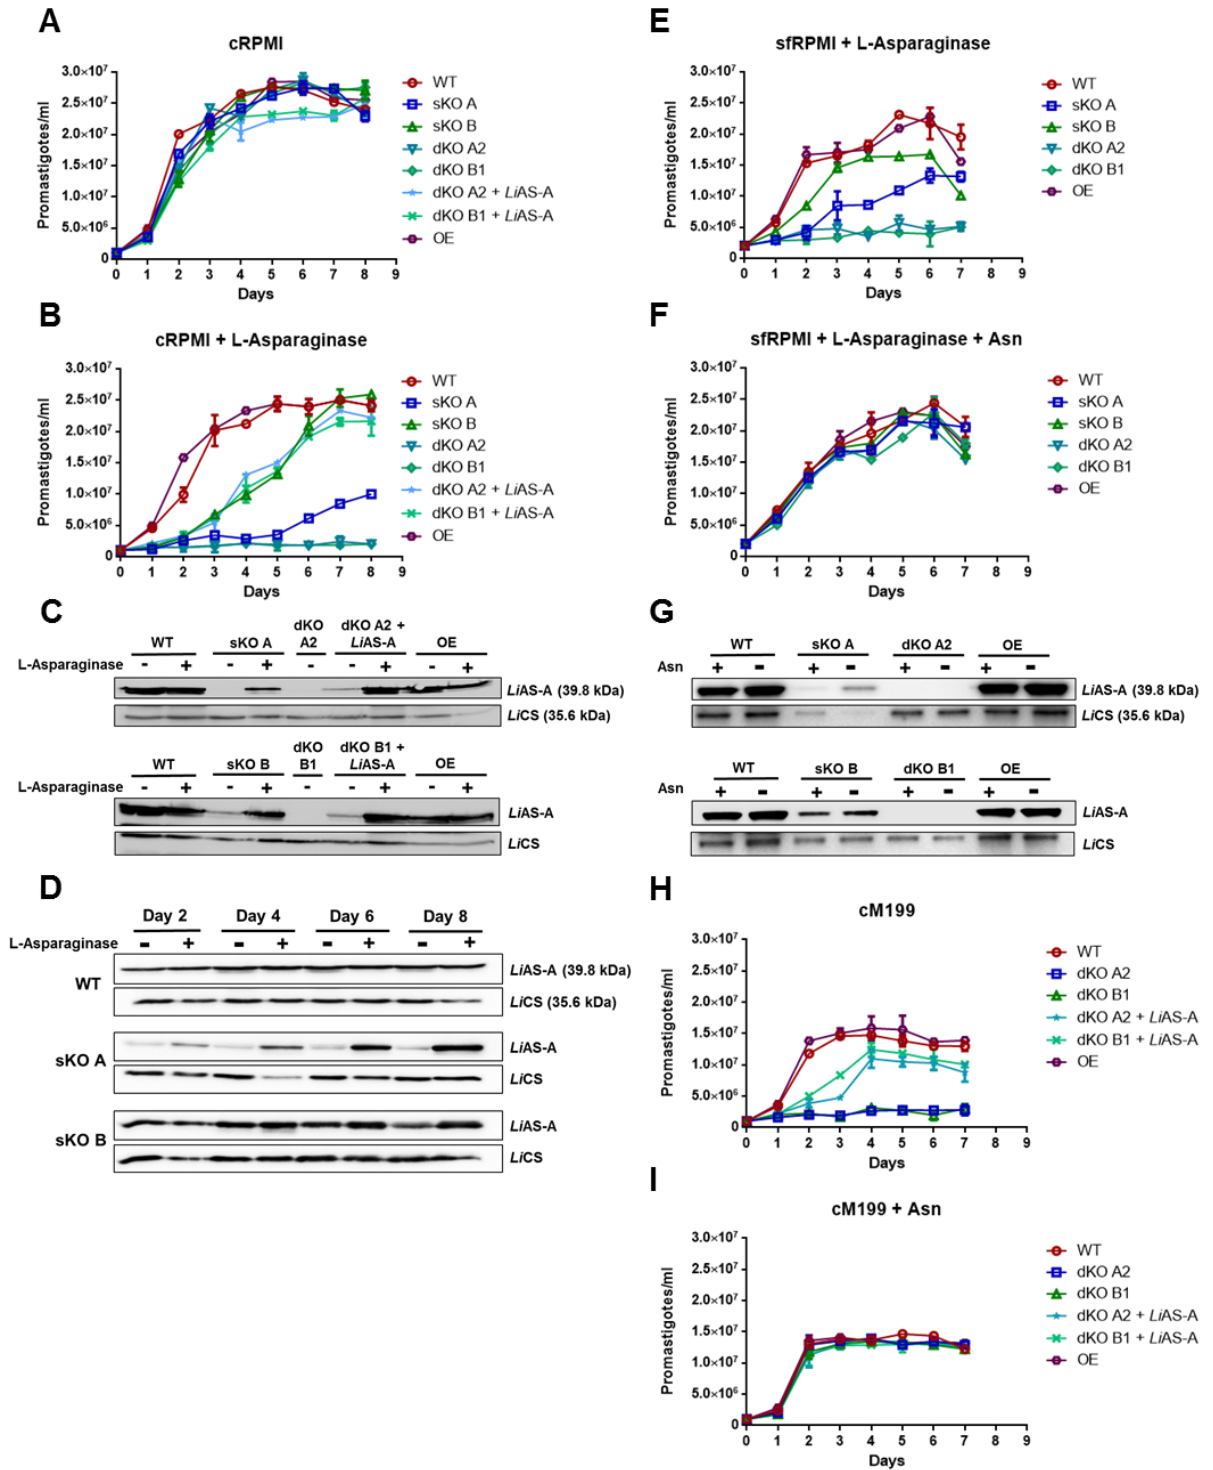 A
cRPMI
Promastigotes/ml
3.0×10⁷
2.5×10⁷
2.0×10⁷
1.5×10⁷
1.0×10⁷
5.0×10⁶
0
0 1 2 3 4 5 6 7 8 9
Days
WT
sKO A
sKO B
dKO A2
dKO B1
dKO A2 + LiAS-A
dKO B1 + LiAS-A
OE
B
cRPMI + L-Asparaginase
Promastigotes/ml
3.0×10⁷
2.5×10⁷
2.0×10⁷
1.5×10⁷
1.0×10⁷
5.0×10⁶
0
0 1 2 3 4 5 6 7 8 9
Days
WT
sKO A
sKO B
dKO A2
dKO B1
dKO A2 + LiAS-A
dKO B1 + LiAS-A
OE
C
WT sKO A dKO A2 dKO A2 + LiAS-A OE
L-Asparaginase - + - + - - + - +
LiAS-A (39.8 kDa)
LiCS (35.6 kDa)
WT sKO B dKO B1 dKO B1 + LiAS-A OE
L-Asparaginase - + - + - - + - +
LiAS-A
LiCS
D
Day 2 Day 4 Day 6 Day 8
L-Asparaginase - + - + - + - +
WT
LiAS-A (39.8 kDa)
LiCS (35.6 kDa)
sKO A
LiAS-A
LiCS
sKO B
LiAS-A
LiCS
E
sfRPMI + L-Asparaginase
Promastigotes/ml
3.0×10⁷
2.5×10⁷
2.0×10⁷
1.5×10⁷
1.0×10⁷
5.0×10⁶
0
0 1 2 3 4 5 6 7 8 9
Days
WT
sKO A
sKO B
dKO A2
dKO B1
OE
F
sfRPMI + L-Asparaginase + Asn
Promastigotes/ml
3.0×10⁷
2.5×10⁷
2.0×10⁷
1.5×10⁷
1.0×10⁷
5.0×10⁶
0
0 1 2 3 4 5 6 7 8 9
Days
WT
sKO A
sKO B
dKO A2
dKO B1
OE
G
WT sKO A dKO A2 OE
Asn + - + - + - + -
LiAS-A (39.8 kDa)
LiCS (35.6 kDa)
WT sKO B dKO B1 OE
Asn + - + - + - + -
LiAS-A
LiCS
H
cM199
Promastigotes/ml
3.0×10⁷
2.5×10⁷
2.0×10⁷
1.5×10⁷
1.0×10⁷
5.0×10⁶
0
0 1 2 3 4 5 6 7 8 9
Days
WT
dKO A2
dKO B1
dKO A2 + LiAS-A
dKO B1 + LiAS-A
OE
I
cM199 + Asn
Promastigotes/ml
3.0×10⁷
2.5×10⁷
2.0×10⁷
1.5×10⁷
1.0×10⁷
5.0×10⁶
0
0 1 2 3 4 5 6 7 8 9
Days
WT
dKO A2
dKO B1
dKO A2 + LiAS-A
dKO B1 + LiAS-A
OE